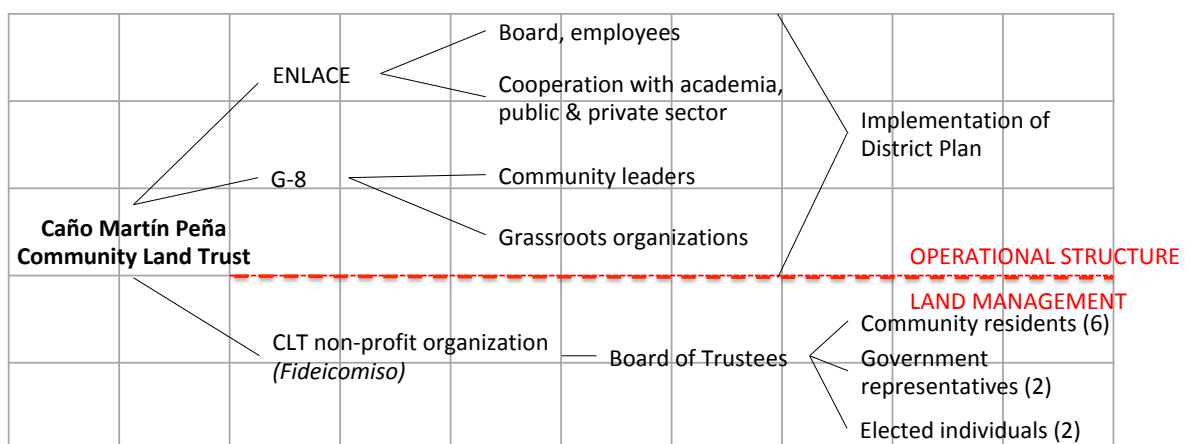 Board, employees
ENLACE
Cooperation with academia,
public & private sector
Implementation of
District Plan
G-8
Community leaders
Caño Martín Peña
Community Land Trust
Grassroots organizations
OPERATIONAL STRUCTURE
LAND MANAGEMENT
Community residents (6)
CLT non-profit organization
(Fideicomiso)
Board of Trustees
Government
representatives (2)
Elected individuals (2)